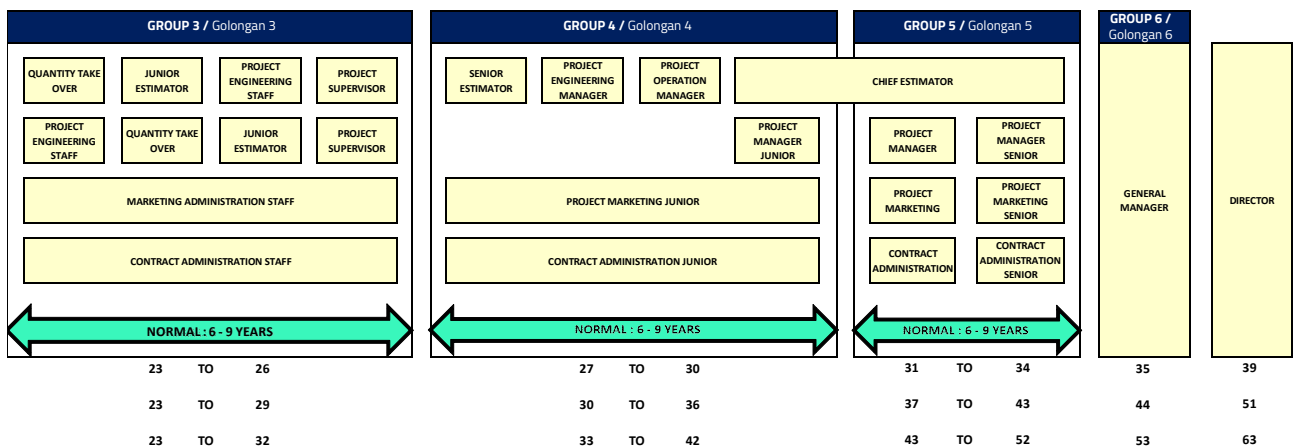 GROUP 3 / Golongan 3
GROUP 4 / Golongan 4
GROUP 5 / Golongan 5
GROUP 6 /
Golongan 6
QUANTITY TAKE
OVER
JUNIOR
ESTIMATOR
PROJECT
ENGINEERING
STAFF
PROJECT
SUPERVISOR
SENIOR
ESTIMATOR
PROJECT
ENGINEERING
MANAGER
PROJECT
OPERATION
MANAGER
CHIEF ESTIMATOR
PROJECT
ENGINEERING
STAFF
QUANTITY TAKE
OVER
JUNIOR
ESTIMATOR
PROJECT
SUPERVISOR
PROJECT
MANAGER
JUNIOR
PROJECT
MANAGER
PROJECT
MANAGER
SENIOR
MARKETING ADMINISTRATION STAFF
PROJECT MARKETING JUNIOR
PROJECT
MARKETING
PROJECT
MARKETING
SENIOR
GENERAL
MANAGER
DIRECTOR
CONTRACT ADMINISTRATION STAFF
CONTRACT ADMINISTRATION JUNIOR
CONTRACT
ADMINISTRATION
CONTRACT
ADMINISTRATION
SENIOR
NORMAL : 6 - 9 YEARS
NORMAL : 6 - 9 YEARS
NORMAL : 6 - 9 YEARS
23 TO 26 27 TO 30 31 TO 34 35 39
23 TO 29 30 TO 36 37 TO 43 44 51
23 TO 32 33 TO 42 43 TO 52 53 63